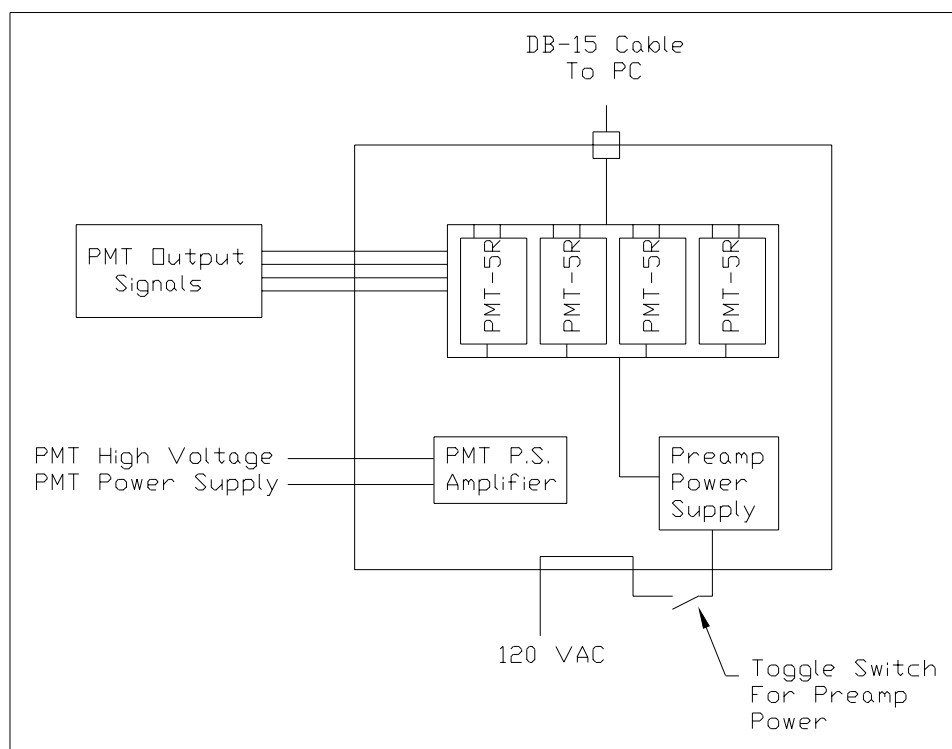 DB-15 Cable
To PC
PMT Output
Signals
PMT-5R
PMT-5R
PMT-5R
PMT-5R
PMT High Voltage
PMT Power Supply
PMT P.S.
Amplifier
Preamp
Power
Supply
120 VAC
Toggle Switch
For Preamp
Power